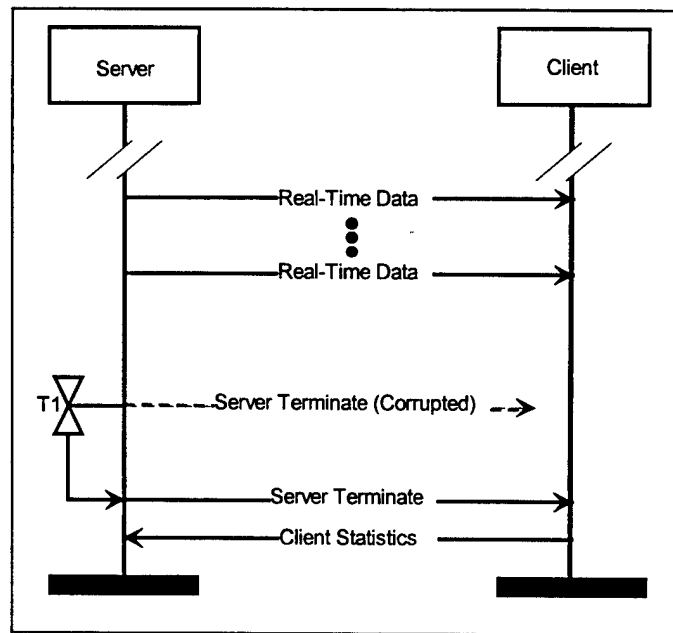 Server
Client
Real-Time Data
Real-Time Data
T1
Server Terminate (Corrupted)
Server Terminate
Client Statistics